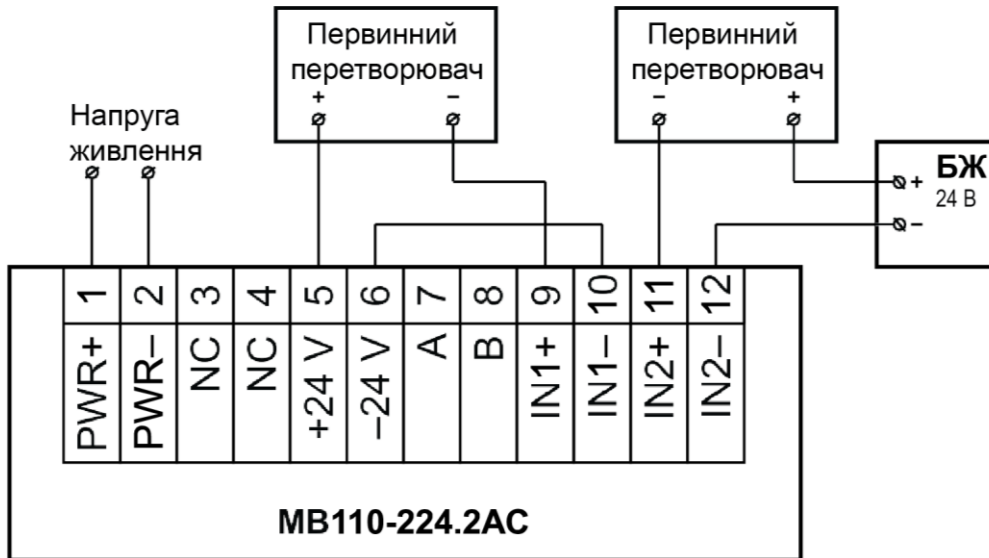 Первинний
перетворювач
+ −
Первинний
перетворювач
− +
Напруга
живлення
БЖ
24 В
+
−
1 2 3 4 5 6 7 8 9 10 11 12
PWR+ PWR− NC NC +24 V −24 V A B IN1+ IN1− IN2+ IN2−
МВ110-224.2АС